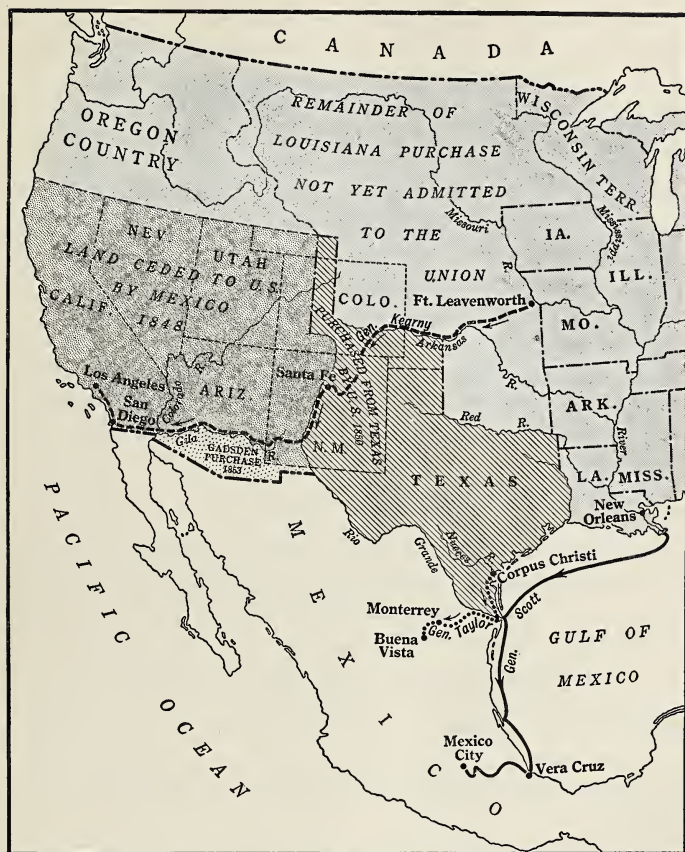 CANADA
OREGON
COUNTRY
REMAINDER OF
LOUISIANA PURCHASE
NOT YET ADMITTED
TO THE
UNION
WISCONSIN TERR
Missouri
R.
Mississippi
IA.
ILL.
NEV
UTAH
LAND CEDED TO U.S.
BY MEXICO
1848
CALIF.
COLO.
Ft. Leavenworth
Gen. Kearny
Arkansas
R.
MO.
PURCHASED FROM TEXAS
BY U.S. 1850
Los Angeles
San
Diego
Colorado R.
ARIZ
Santa Fe
N.M.
Gila R.
GADSDEN
PURCHASE
1853
Red R.
ARK.
River
LA.
MISS.
TEXAS
New
Orleans
Rio Grande
Nueces R.
Corpus Christi
Gen. Scott
Monterrey
Gen. Taylor
Buena
Vista
MEXICO
GULF OF
MEXICO
PACIFIC OCEAN
Mexico
City
Vera Cruz